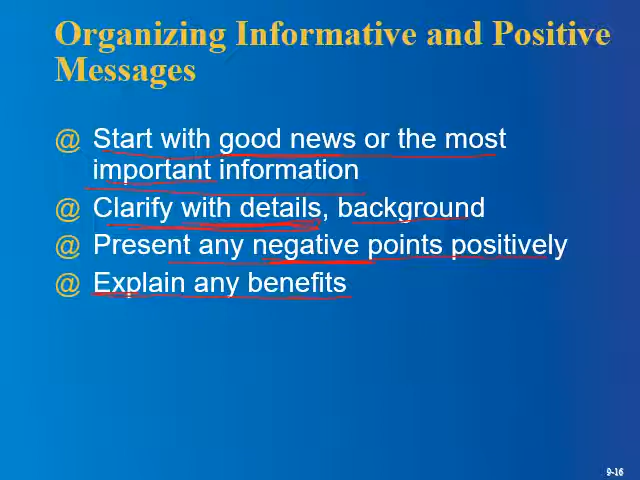 Organizing Informative and Positive
Messages
@ Start with good news or the most
important information
@ Clarify with details, background
@ Present any negative points positively
@ Explain any benefits
9-16